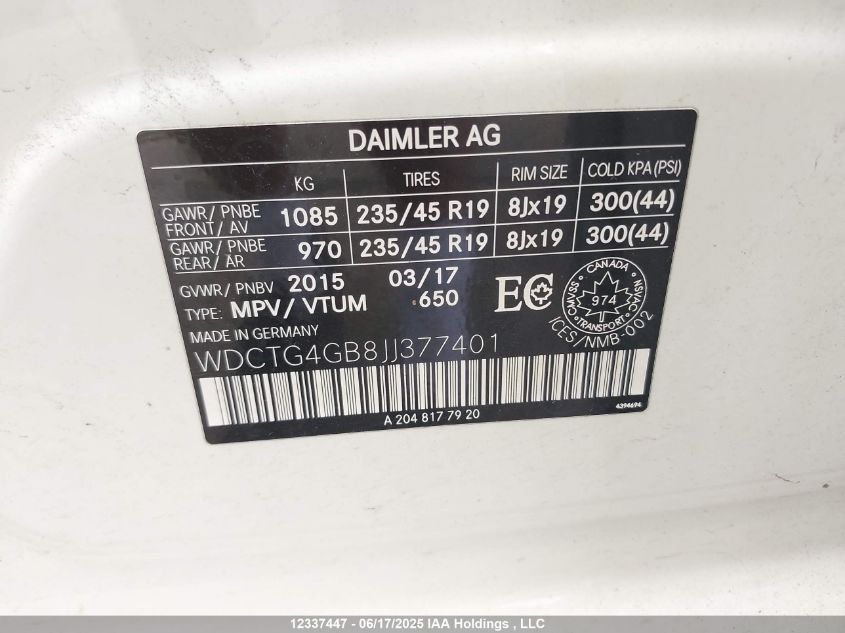 DAIMLER AG
KG TIRES RIM SIZE COLD KPA (PSI)
GAWR/ PNBE FRONT/ AV 1085 235/45 R19 8Jx19 300(44)
GAWR/ PNBE REAR/ AR 970 235/45 R19 8Jx19 300(44)
GVWR/ PNBV 2015 03/17
TYPE: MPV/VTUM 650
MADE IN GERMANY
EC
CANADA
CMVSS 974 NSVAC
TRANSPORT
ICES/NMB-002
WDCTG4GB8JJ377401
A 204 817 79 20
4394694
12337447 - 06/17/2025 IAA Holdings , LLC